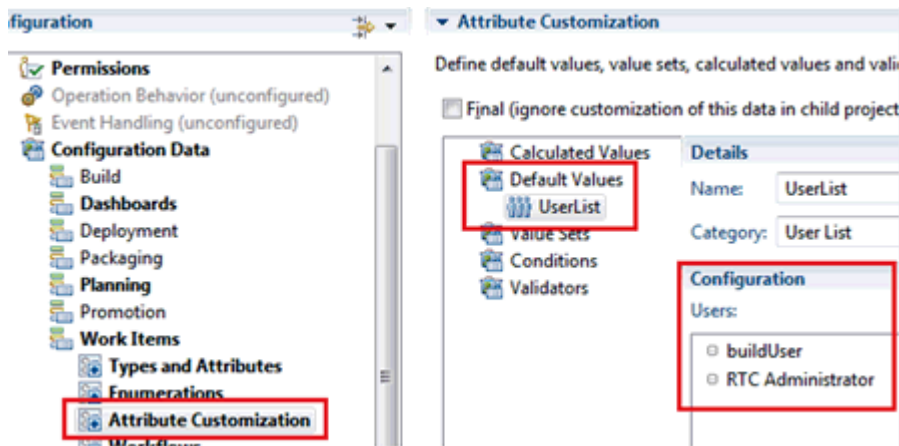 figuration
Permissions
Operation Behavior (unconfigured)
Event Handling (unconfigured)
Configuration Data
Build
Dashboards
Deployment
Packaging
Planning
Promotion
Work Items
Types and Attributes
Enumerations
Attribute Customization
Workflows
Attribute Customization
Define default values, value sets, calculated values and vali
Final (ignore customization of this data in child project
Calculated Values
Default Values
UserList
Value Sets
Conditions
Validators
Details
Name: UserList
Category: User List
Configuration
Users:
buildUser
RTC Administrator